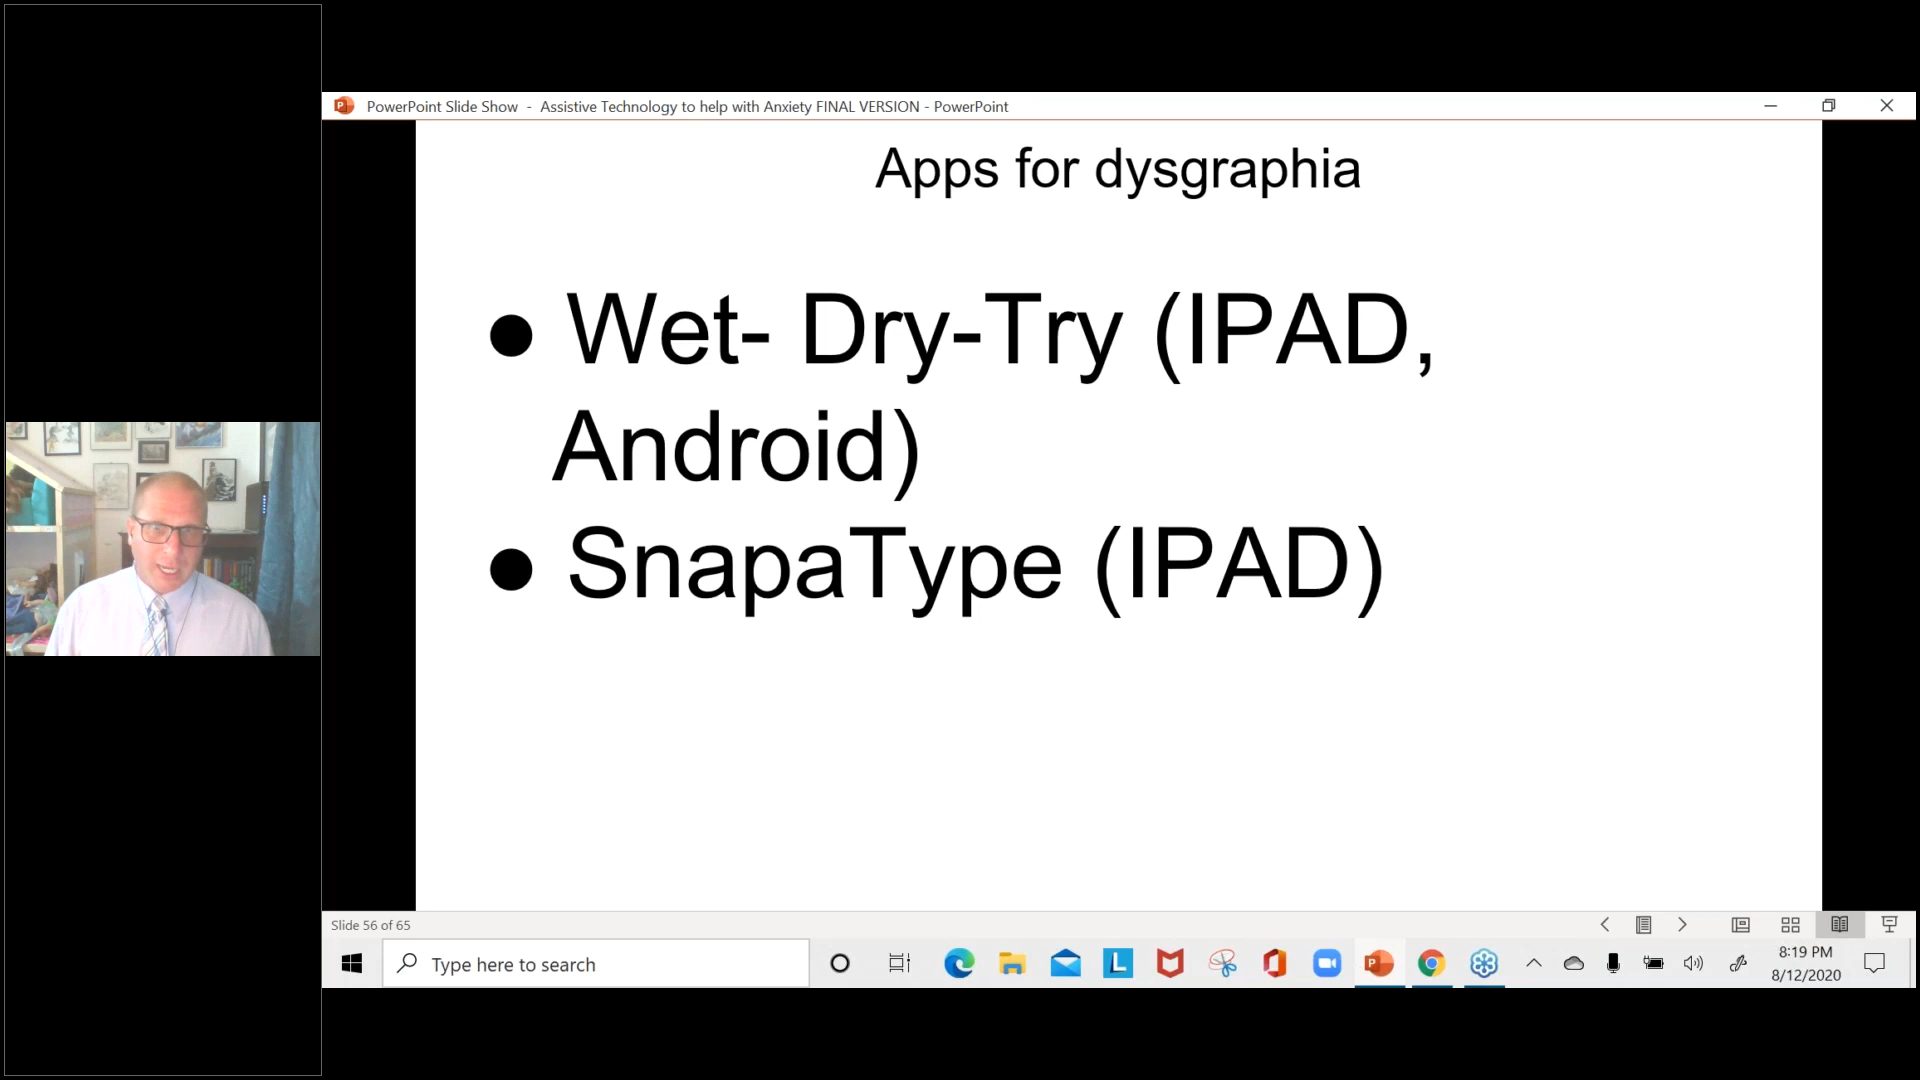 PowerPoint Slide Show - Assistive Technology to help with Anxiety FINAL VERSION - PowerPoint
Apps for dysgraphia
● Wet- Dry-Try (IPAD,
Android)
● SnapaType (IPAD)
Slide 56 of 65
Type here to search
8:19 PM
8/12/2020